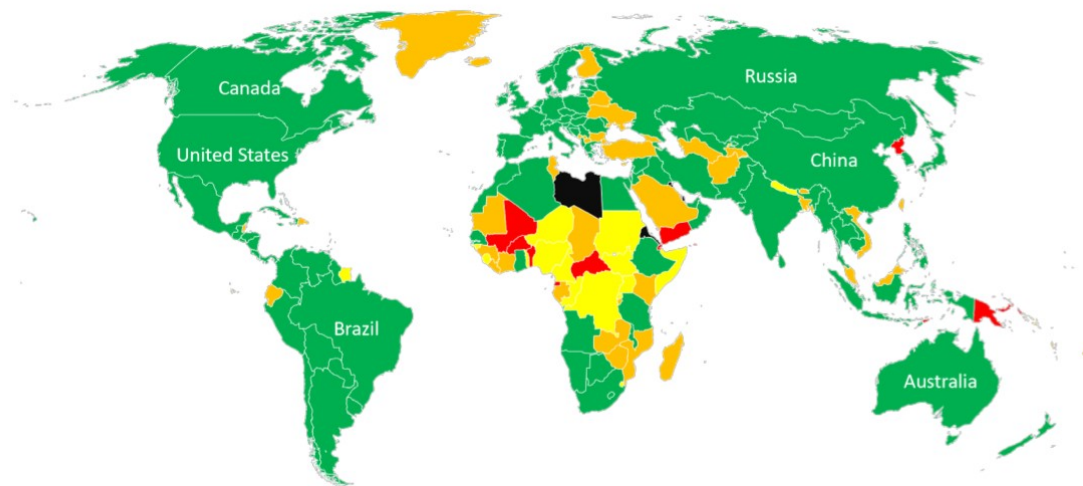 Canada
Russia
United States
China
Brazil
Australia